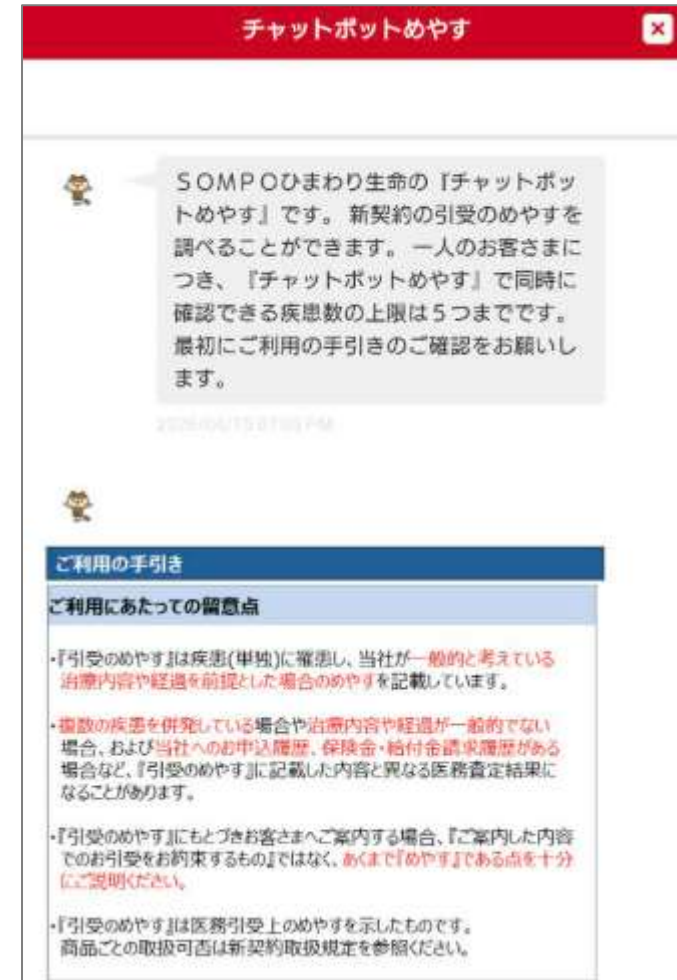 チャットボットめやす
SOMPOひまわり生命の『チャットボッ
トめやす』です。 新契約の引受のめやすを
調べることができます。 一人のお客さまに
つき、『チャットボットめやす』で同時に
確認できる疾患数の上限は5つまでです。
最初にご利用の手引きのご確認をお願いし
ます。
ご利用の手引き
ご利用にあたっての留意点
・『引受のめやす』は疾患(単独)に罹患し、当社が一般的と考えている
治療内容や経過を前提とした場合のめやすを記載しています。
・複数の疾患を併発している場合や治療内容や経過が一般的でない
場合、および当社へのお申込履歴、保険金・給付金請求履歴がある
場合など、『引受のめやす』に記載した内容と異なる医務査定結果に
なることがあります。
・『引受のめやす』にもとづきお客さまへご案内する場合、『ご案内した内容
でのお引受をお約束するもの』ではなく、あくまで『めやす』である点を十分
にご説明ください。
・『引受のめやす』は医務引受上のめやすを示したものです。
商品ごとの取扱可否は新契約取扱規定を参照ください。